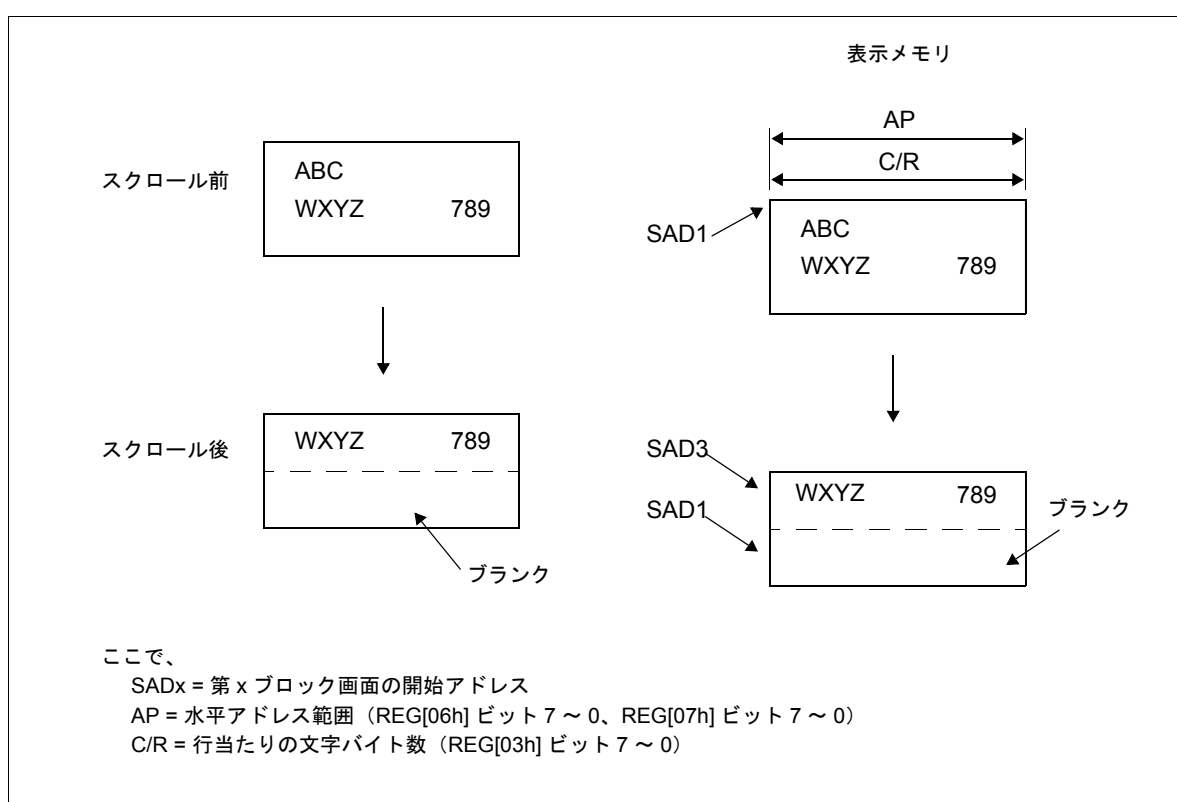 表示メモリ
AP
C/R
スクロール前
ABC
WXYZ 789
SAD1
ABC
WXYZ 789
スクロール後
WXYZ 789
ブランク
SAD3
SAD1
WXYZ 789
ブランク
ここで、
SADx = 第 x ブロック画面の開始アドレス
AP = 水平アドレス範囲（REG[06h] ビット 7 ～ 0、REG[07h] ビット 7 ～ 0）
C/R = 行当たりの文字バイト数（REG[03h] ビット 7 ～ 0）